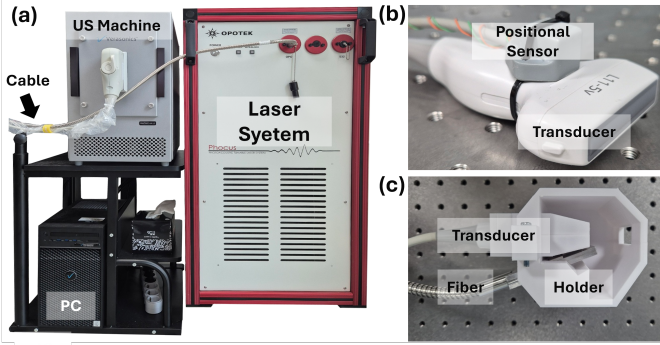 (a)
US Machine
OPOTEK
Cable
Laser
Syetem
Phocus
PC
(b)
Positional
Sensor
L11-5v
Transducer
(c)
Transducer
Fiber
Holder